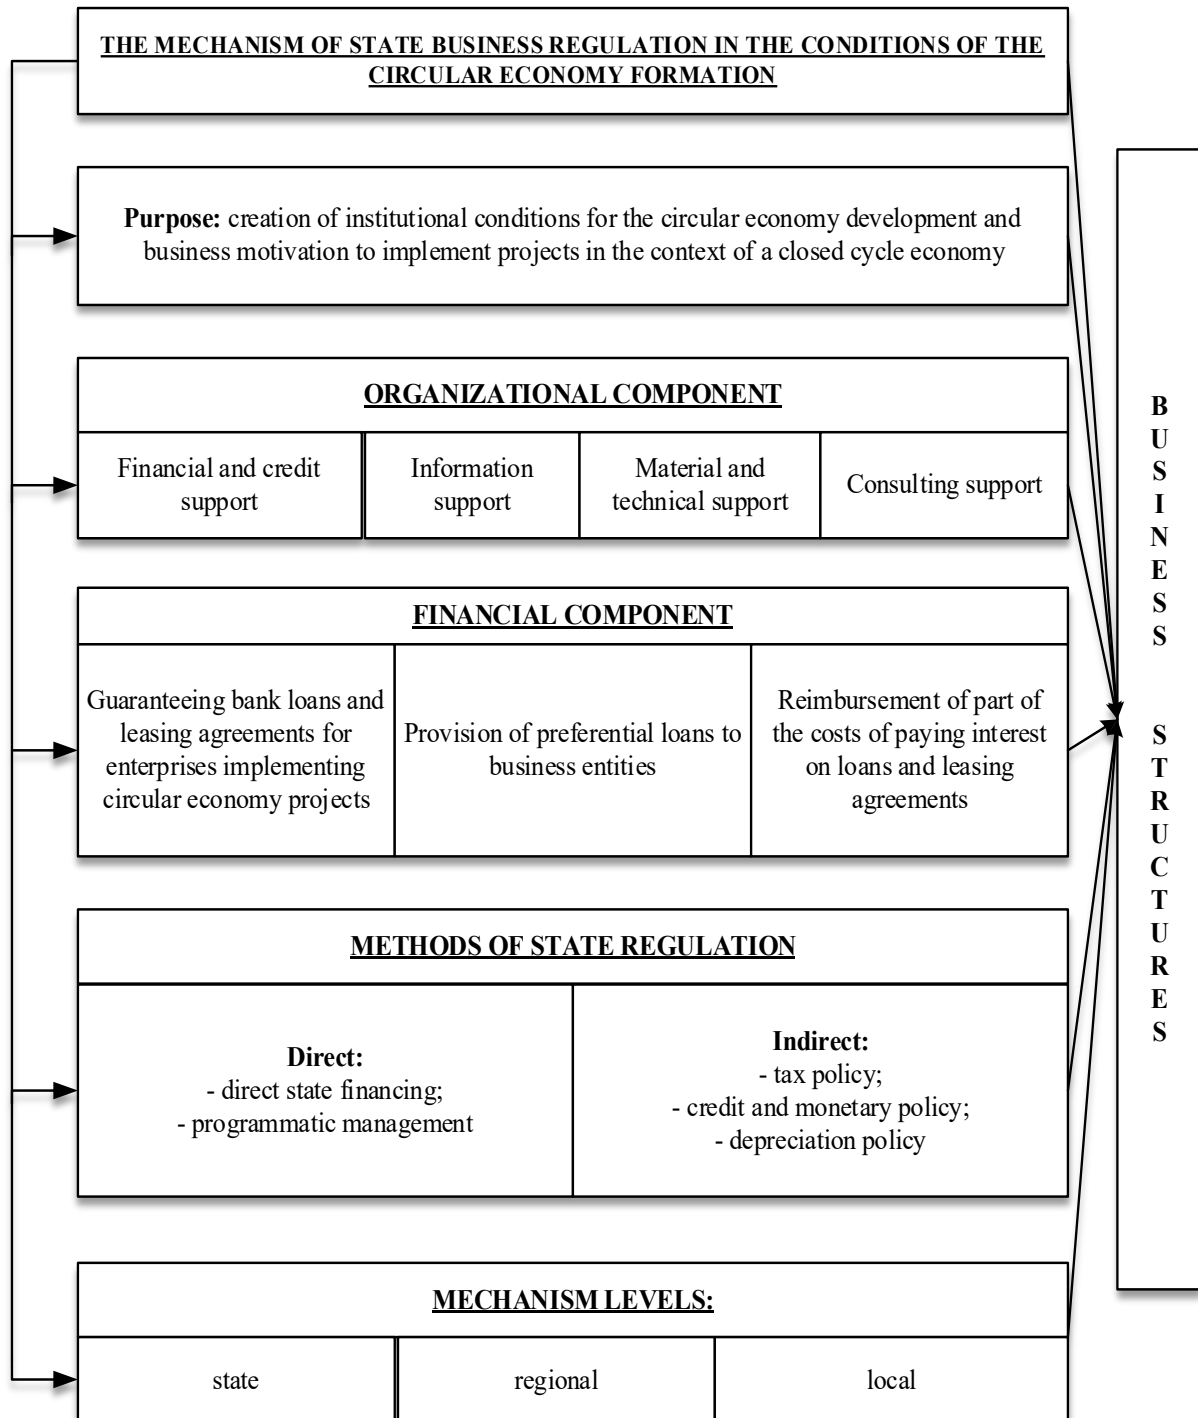 THE MECHANISM OF STATE BUSINESS REGULATION IN THE CONDITIONS OF THE
CIRCULAR ECONOMY FORMATION
Purpose: creation of institutional conditions for the circular economy development and
business motivation to implement projects in the context of a closed cycle economy
ORGANIZATIONAL COMPONENT
Financial and credit
support
Information
support
Material and
technical support
Consulting support
FINANCIAL COMPONENT
Guaranteeing bank loans and
leasing agreements for
enterprises implementing
circular economy projects
Provision of preferential loans to
business entities
Reimbursement of part of
the costs of paying interest
on loans and leasing
agreements
METHODS OF STATE REGULATION
Direct:
- direct state financing;
- programmatic management
Indirect:
- tax policy;
- credit and monetary policy;
- depreciation policy
MECHANISM LEVELS:
state
regional
local
BUSINESS STRUCTURES